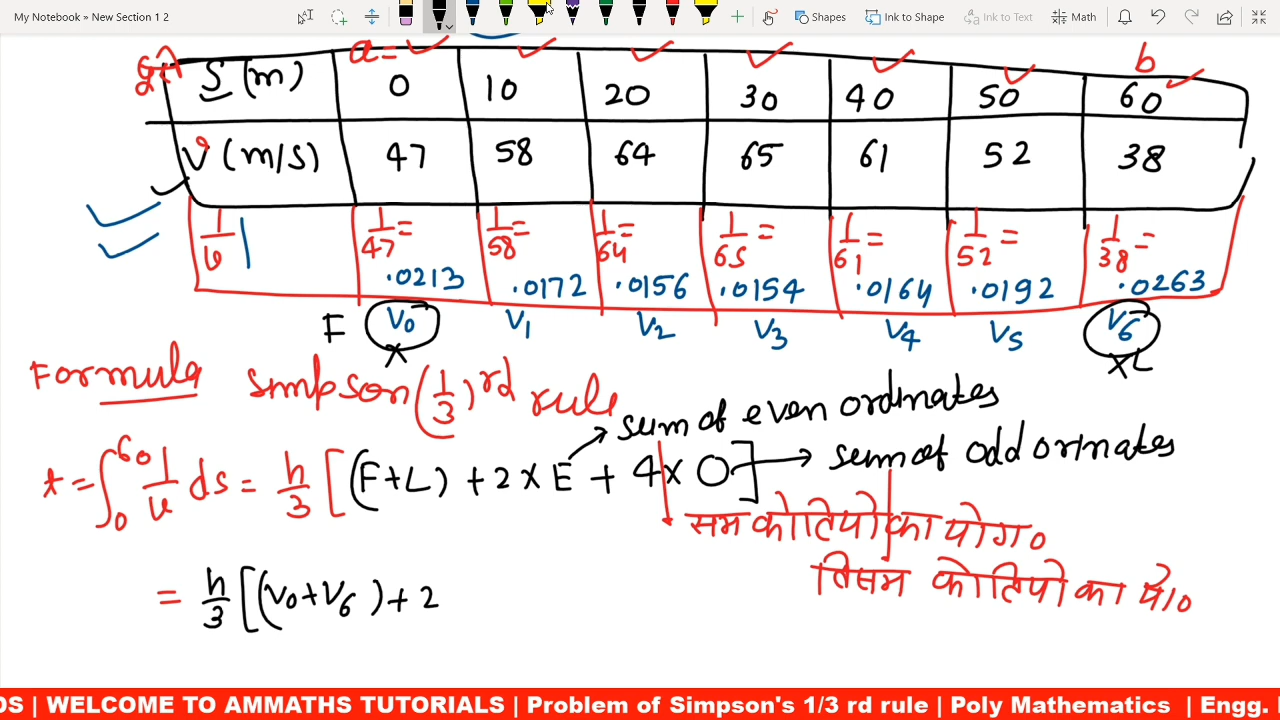 My Notebook » New Section 1 2
Shapes Ink to Shape Ink to Text Math
a= b
S (m) 0 10 20 30 40 50 60
v (m/s) 47 58 64 65 61 52 38
1/v 1/47= 1/58= 1/64= 1/65= 1/61= 1/52= 1/38=
.0213 .0172 .0156 .0154 .0164 .0192 .0263
F V₀ V₁ V₂ V₃ V₄ V₅ V₆
X XL
Formula Simpson (1/3)rd rule
sum of even ordinates
t = ∫₀⁶⁰ 1/v ds = h/3 [(F+L) + 2×E + 4×O] → sum of odd orinates
सम कोतियो का योग०
विसम कोतियो का यो०
= h/3 [(V₀+V₆) + 2
OS | WELCOME TO AMMATHS TUTORIALS | Problem of Simpson's 1/3 rd rule | Poly Mathematics | Engg.